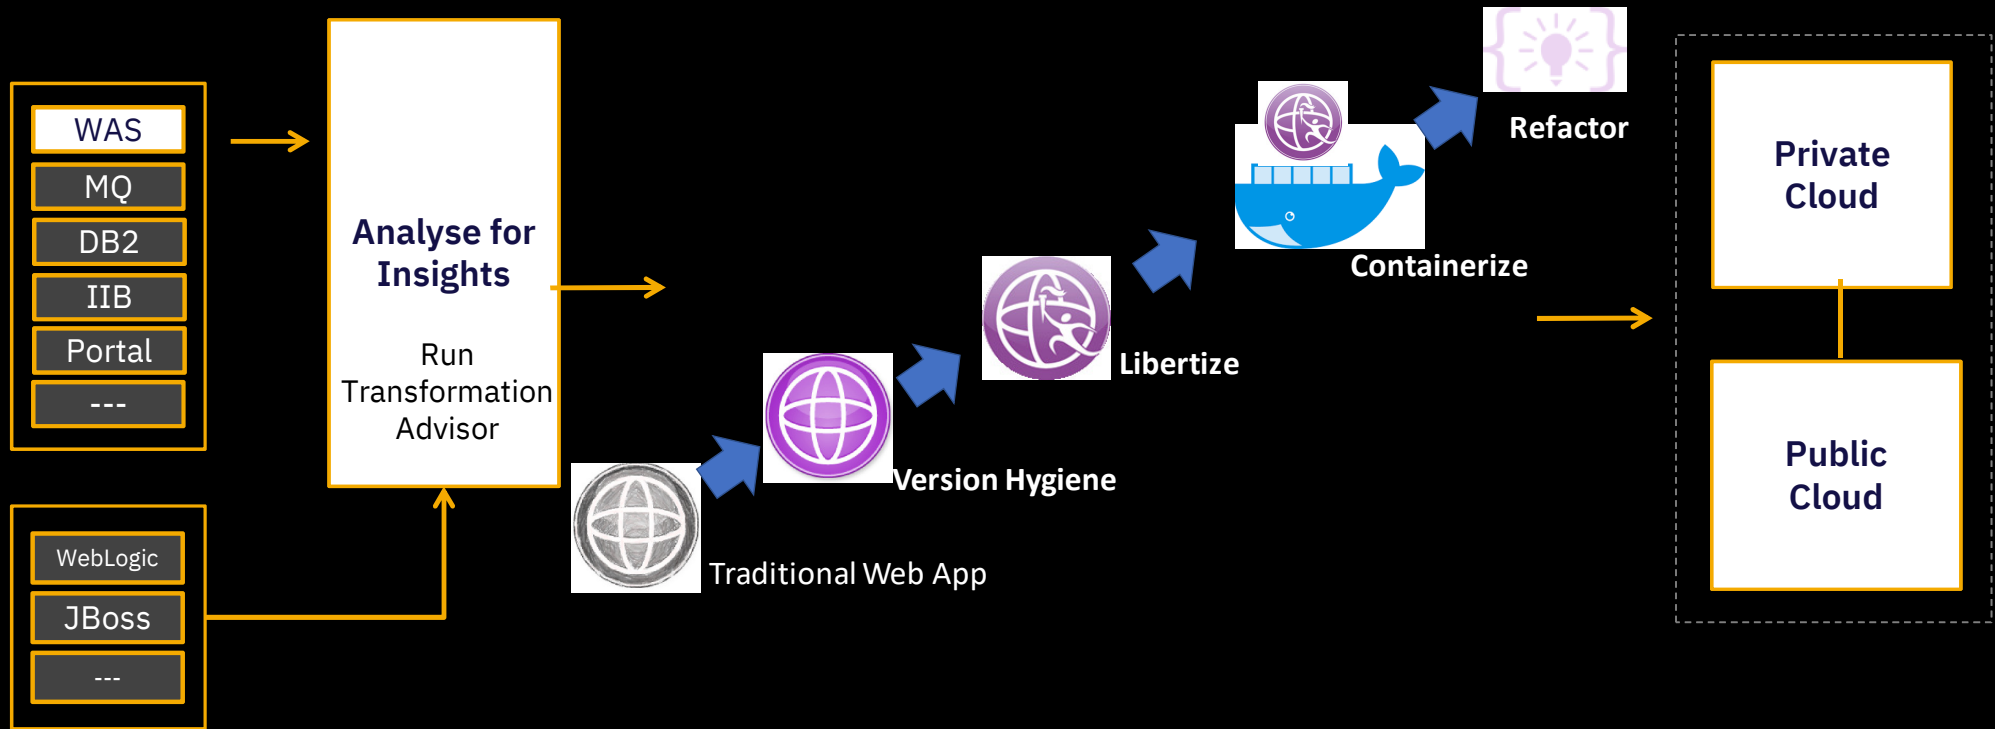 WAS
MQ
DB2
IIB
Portal
---
WebLogic
JBoss
---
Analyse for
Insights
Run
Transformation
Advisor
Traditional Web App
Version Hygiene
Libertize
Containerize
Refactor
Private
Cloud
Public
Cloud